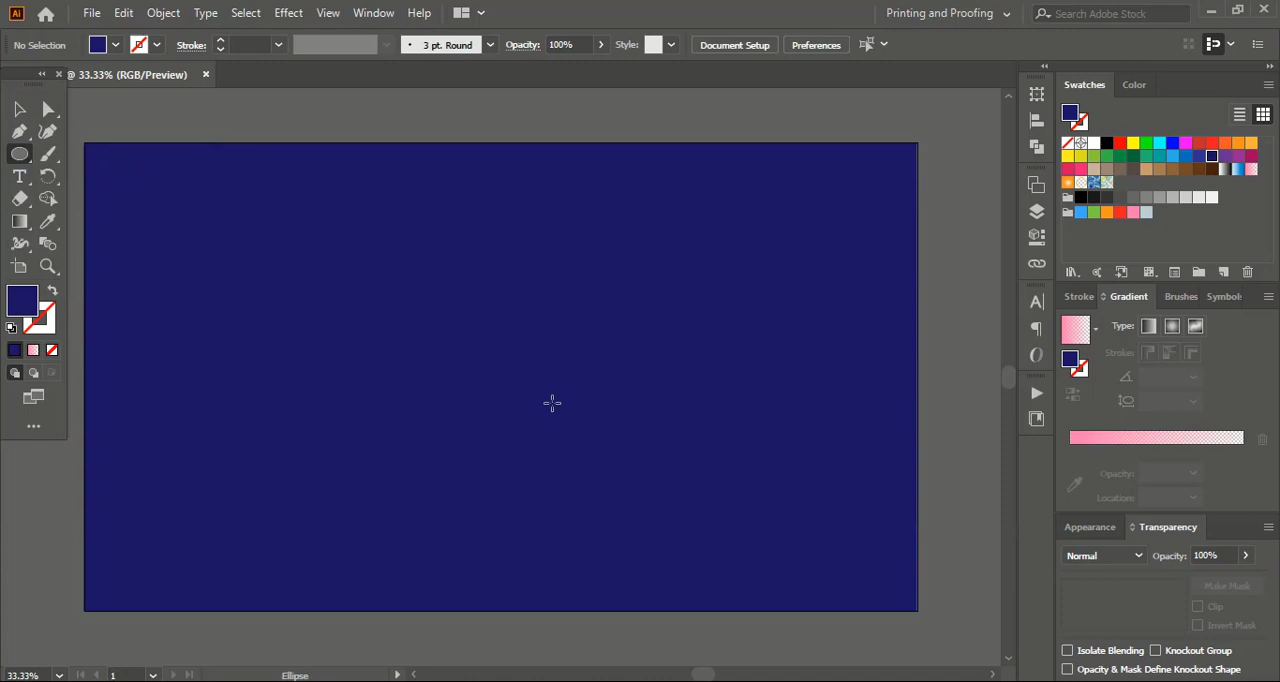 Ai File Edit Object Type Select Effect View Window Help Printing and Proofing Search Adobe Stock
No Selection Stroke: 3 pt. Round Opacity: 100% Style: Document Setup Preferences
@ 33.33% (RGB/Preview)
Swatches Color
Stroke Gradient Brushes Symbols
Type:
Stroke:
Opacity:
Location:
Appearance Transparency
Normal Opacity: 100%
Make Mask
Clip
Invert Mask
Isolate Blending Knockout Group
Opacity & Mask Define Knockout Shape
33.33% 1 Ellipse